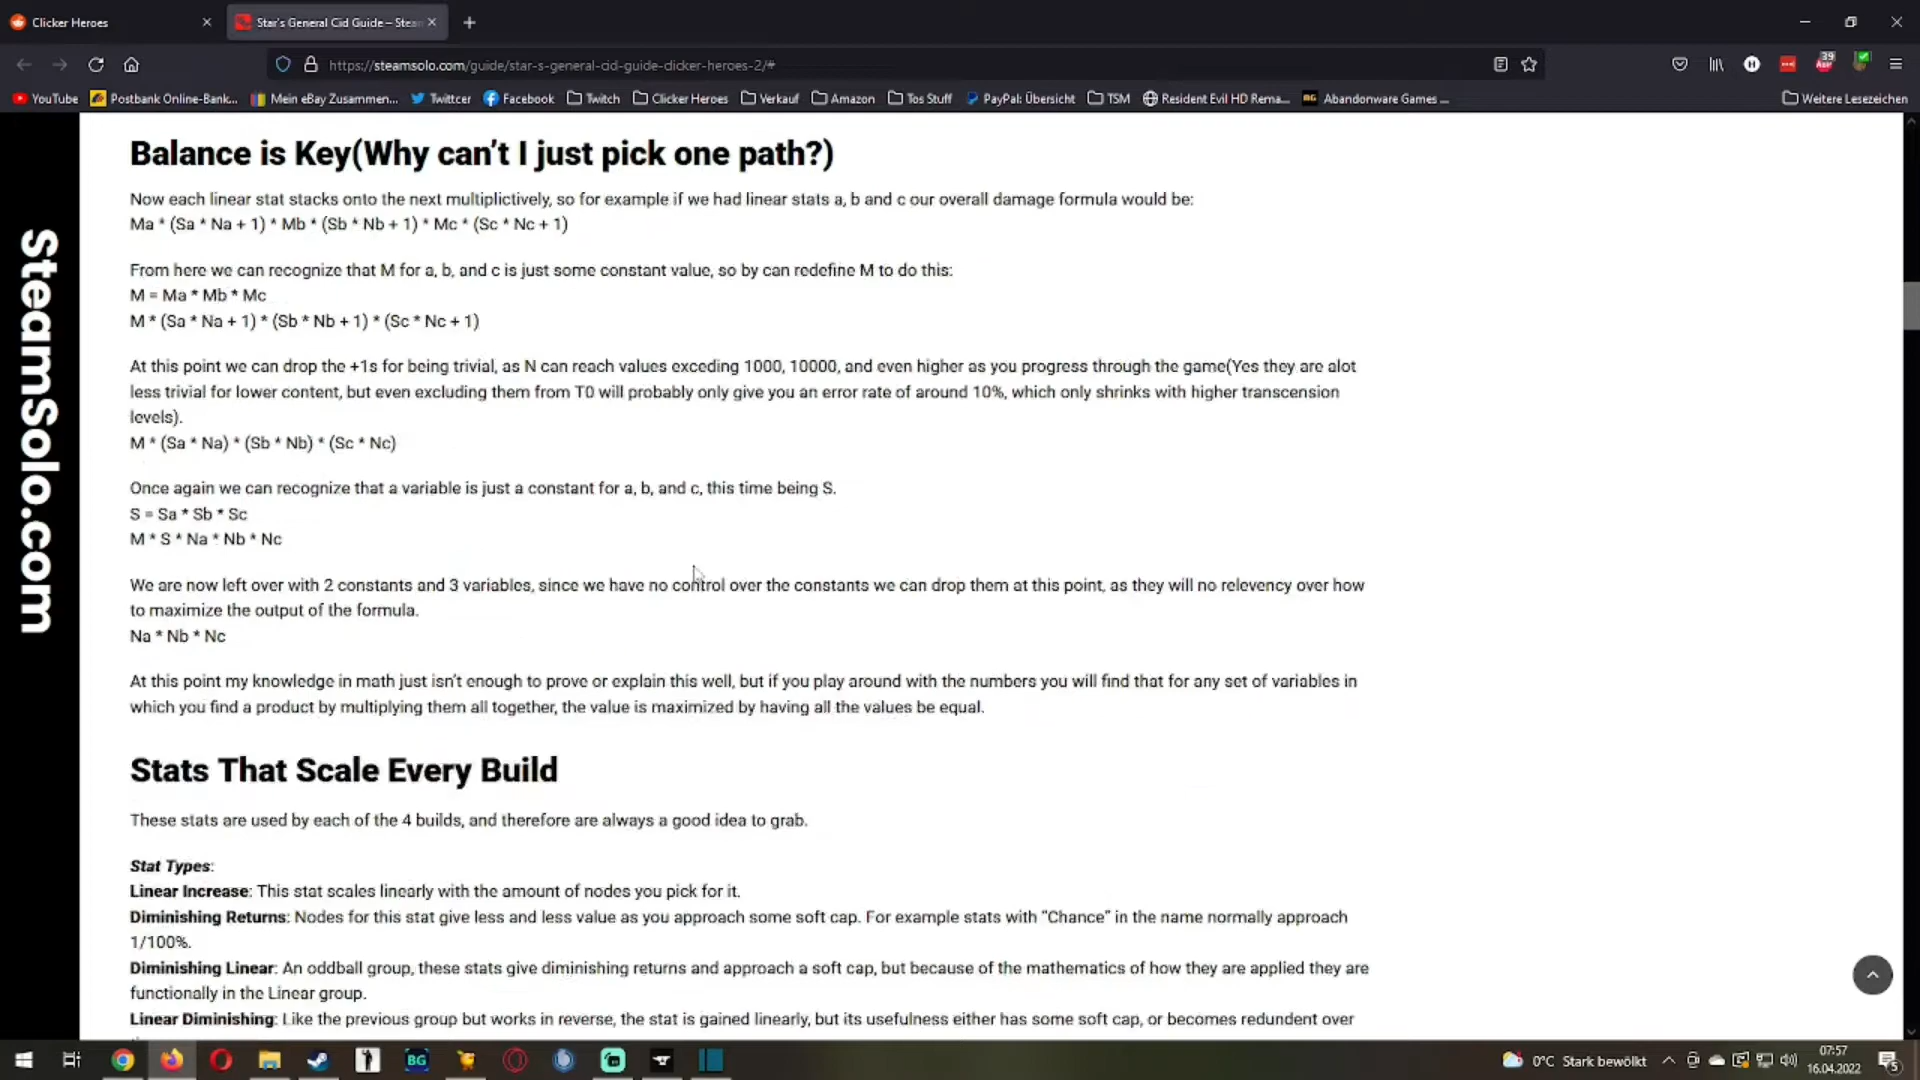 Clicker Heroes
Star's General Cid Guide – Steam
https://steamsolo.com/guide/star-s-general-cid-guide-clicker-heroes-2/#
39
YouTube
Postbank Online-Bank...
Mein eBay Zusammen...
Twittcer
Facebook
Twitch
Clicker Heroes
Verkauf
Amazon
Tos Stuff
PayPal: Übersicht
TSM
Resident Evil HD Rema...
Abandonware Games ...
Weitere Lesezeichen
SteamSolo.com
Balance is Key(Why can't I just pick one path?)
Now each linear stat stacks onto the next multiplictively, so for example if we had linear stats a, b and c our overall damage formula would be:
Ma * (Sa * Na + 1) * Mb * (Sb * Nb + 1) * Mc * (Sc * Nc + 1)
From here we can recognize that M for a, b, and c is just some constant value, so by can redefine M to do this:
M = Ma * Mb * Mc
M * (Sa * Na + 1) * (Sb * Nb + 1) * (Sc * Nc + 1)
At this point we can drop the +1s for being trivial, as N can reach values exceding 1000, 10000, and even higher as you progress through the game(Yes they are alot
less trivial for lower content, but even excluding them from T0 will probably only give you an error rate of around 10%, which only shrinks with higher transcension
levels).
M * (Sa * Na) * (Sb * Nb) * (Sc * Nc)
Once again we can recognize that a variable is just a constant for a, b, and c, this time being S.
S = Sa * Sb * Sc
M * S * Na * Nb * Nc
We are now left over with 2 constants and 3 variables, since we have no control over the constants we can drop them at this point, as they will no relevency over how
to maximize the output of the formula.
Na * Nb * Nc
At this point my knowledge in math just isn't enough to prove or explain this well, but if you play around with the numbers you will find that for any set of variables in
which you find a product by multiplying them all together, the value is maximized by having all the values be equal.
Stats That Scale Every Build
These stats are used by each of the 4 builds, and therefore are always a good idea to grab.
Stat Types:
Linear Increase: This stat scales linearly with the amount of nodes you pick for it.
Diminishing Returns: Nodes for this stat give less and less value as you approach some soft cap. For example stats with "Chance" in the name normally approach
1/100%.
Diminishing Linear: An oddball group, these stats give diminishing returns and approach a soft cap, but because of the mathematics of how they are applied they are
functionally in the Linear group.
Linear Diminishing: Like the previous group but works in reverse, the stat is gained linearly, but its usefulness either has some soft cap, or becomes redundent over
BG
0°C Stark bewölkt
07:57
16.04.2022
5